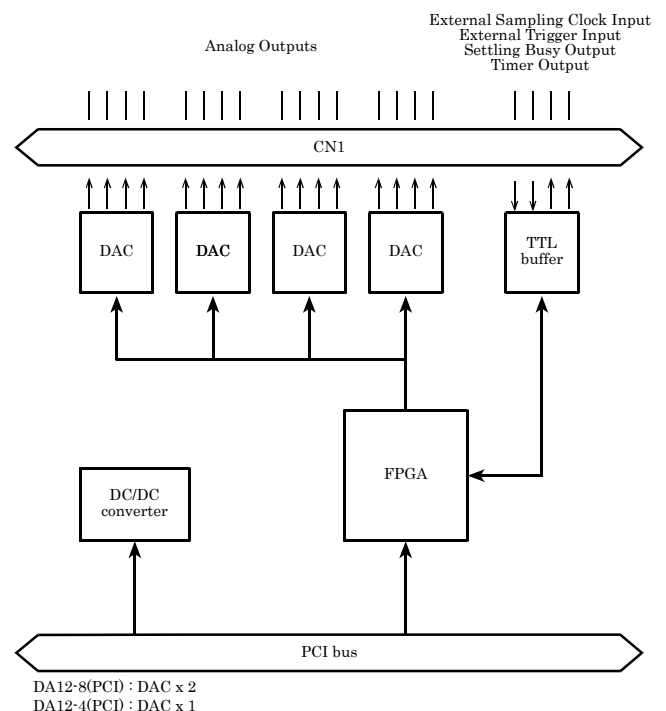 External Sampling Clock Input
External Trigger Input
Settling Busy Output
Timer Output
Analog Outputs
CN1
DAC
DAC
DAC
DAC
TTL
buffer
FPGA
DC/DC
converter
PCI bus
DA12-8(PCI) : DAC x 2
DA12-4(PCI) : DAC x 1